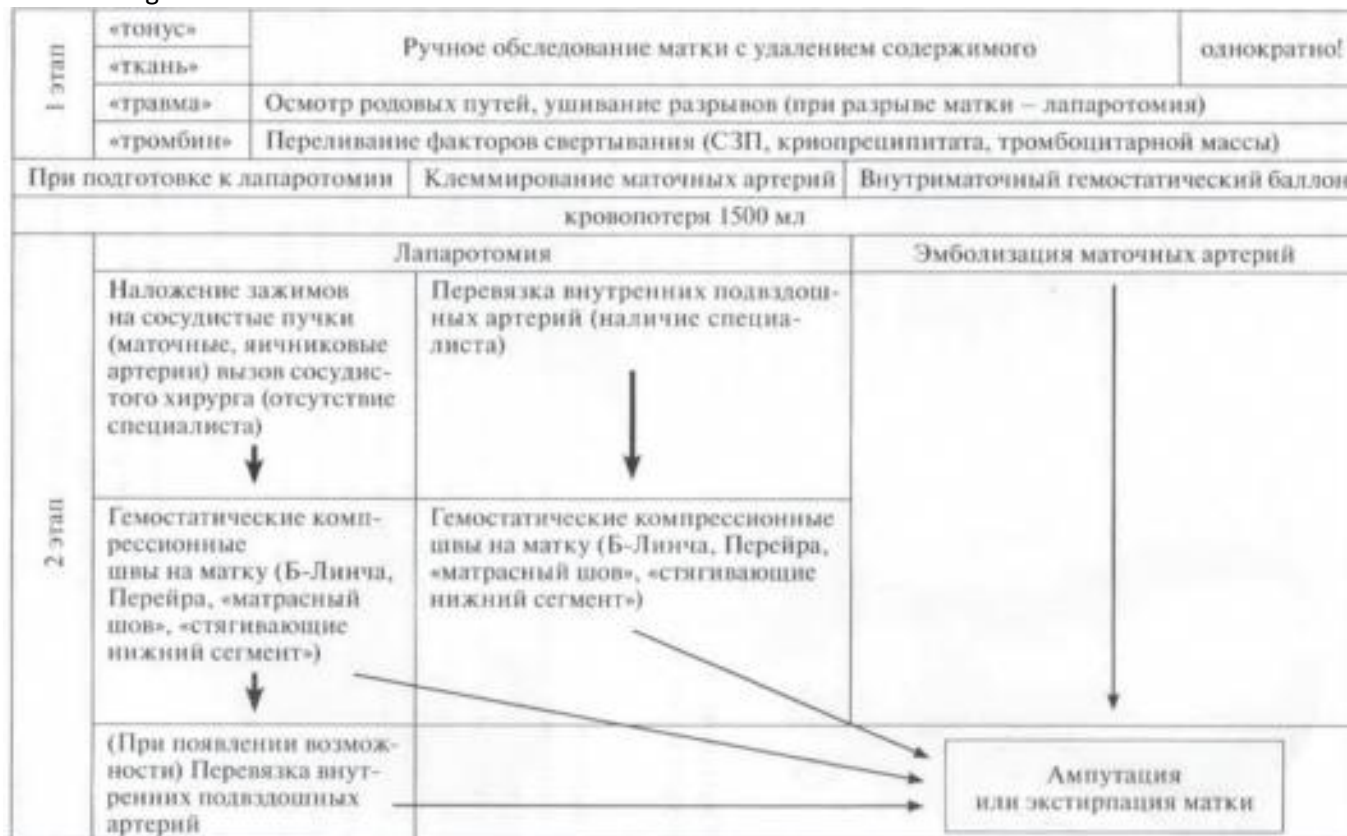 1 этап
«тонус»
«ткань»
Ручное обследование матки с удалением содержимого
однократно!
«травма»
Осмотр родовых путей, ушивание разрывов (при разрыве матки – лапаротомия)
«тромбин»
Переливание факторов свертывания (СЗП, криопреципитата, тромбоцитарной массы)
При подготовке к лапаротомии
Клеммирование маточных артерий
Внутриматочный гемостатический баллон
кровопотеря 1500 мл
2 этап
Лапаротомия
Эмболизация маточных артерий
Наложение зажимов
на сосудистые пучки
(маточные, яичниковые
артерии) вызов сосудис-
того хирурга (отсутствие
специалиста)
Перевязка внутренних подвздош-
ных артерий (наличие специа-
листа)
Гемостатические комп-
рессионные
швы на матку (Б-Линча,
Перейра, «матрасный
шов», «стягивающие
нижний сегмент»)
Гемостатические компрессионные
швы на матку (Б-Линча, Перейра,
«матрасный шов», «стягивающие
нижний сегмент»)
(При появлении возмож-
ности) Перевязка внут-
ренних подвздошных
артерий
Ампутация
или экстирпация матки